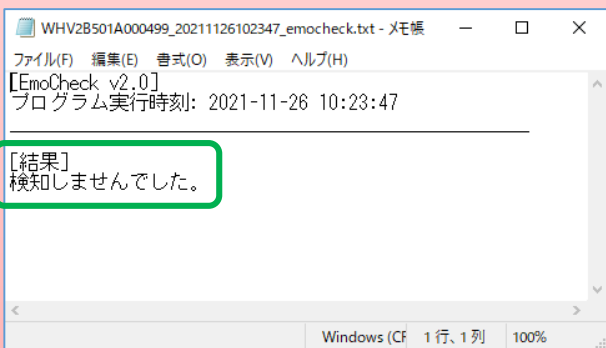 WHV2B501A000499_20211126102347_emocheck.txt - メモ帳
ファイル(F) 編集(E) 書式(O) 表示(V) ヘルプ(H)
[EmoCheck v2.0]
プログラム実行時刻: 2021-11-26 10:23:47
[結果]
検知しませんでした。
Windows (CF 1行、1列 100%